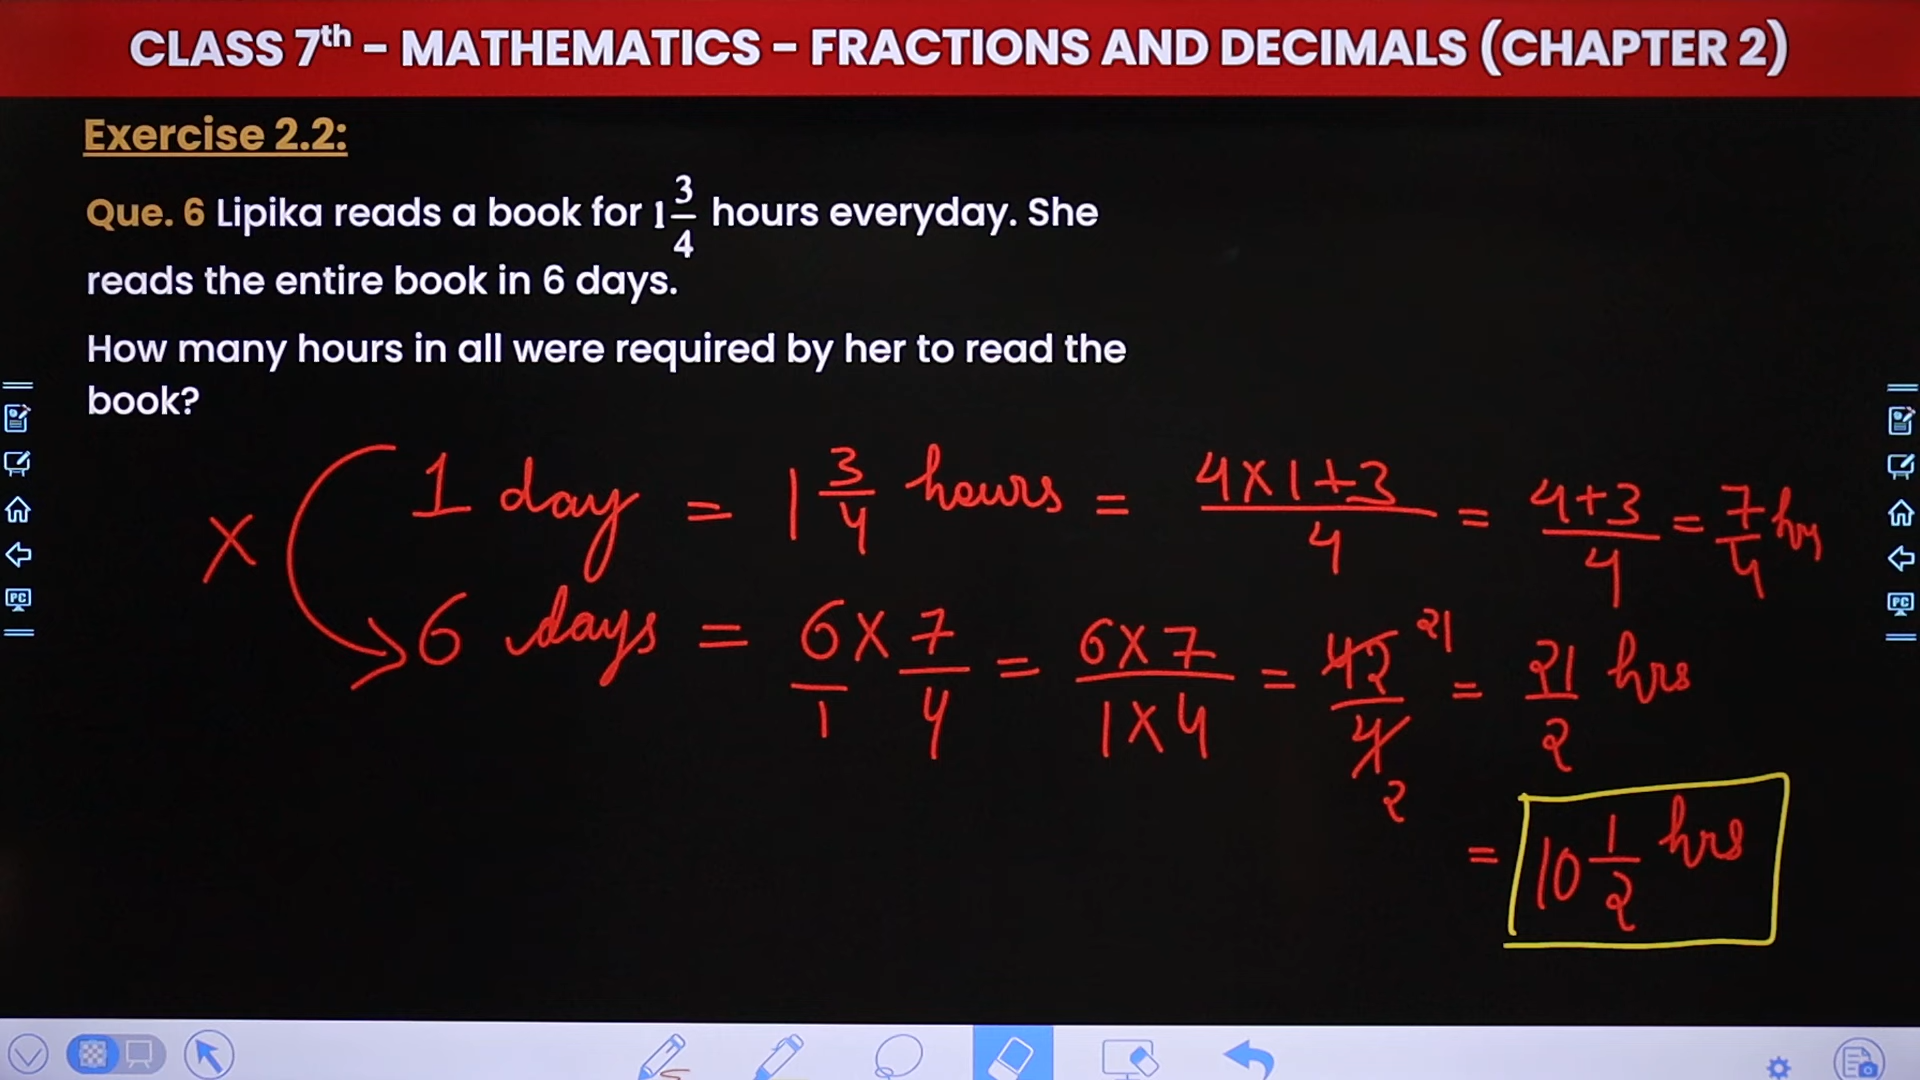 CLASS 7th – MATHEMATICS – FRACTIONS AND DECIMALS (CHAPTER 2)
Exercise 2.2:
Que. 6 Lipika reads a book for 1 3/4 hours everyday. She
reads the entire book in 6 days.
How many hours in all were required by her to read the
book?
1 day = 1 3/4 hours = 4×1+3/4 = 4+3/4 = 7/4 hrs
×
6 days = 6/1 × 7/4 = 6×7/1×4 = 42/4 21 2 = 21/2 hrs
= 10 1/2 hrs
PC
PC